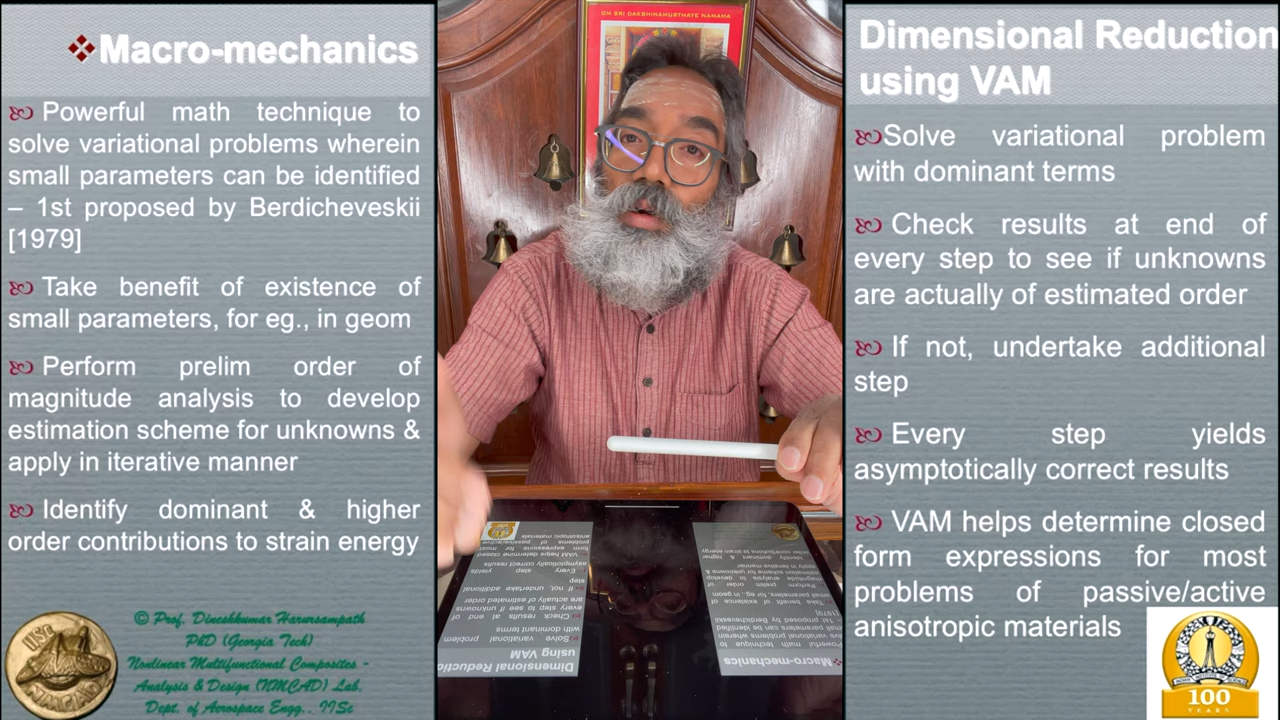 ❖Macro-mechanics
Powerful math technique to
solve variational problems wherein
small parameters can be identified
– 1st proposed by Berdicheveskii
[1979]
Take benefit of existence of
small parameters, for eg., in geom
Perform prelim order of
magnitude analysis to develop
estimation scheme for unknowns &
apply in iterative manner
Identify dominant & higher
order contributions to strain energy
© Prof. Dineshkumar Harursampath
PhD (Georgia Tech)
Nonlinear Multifunctional Composites -
Analysis & Design (NMCAD) Lab.
Dept. of Aerospace Engg., IISc
OM SRI DAKSHINAMURTHAYE NAMAHA
Dimensional Reduction
using VAM
Solve variational problem
with dominant terms
Check results at end of
every step to see if unknowns
are actually of estimated order
If not, undertake additional
step
Every step yields
asymptotically correct results
VAM helps determine closed
form expressions for most
problems of passive/active
anisotropic materials
100
YEARS